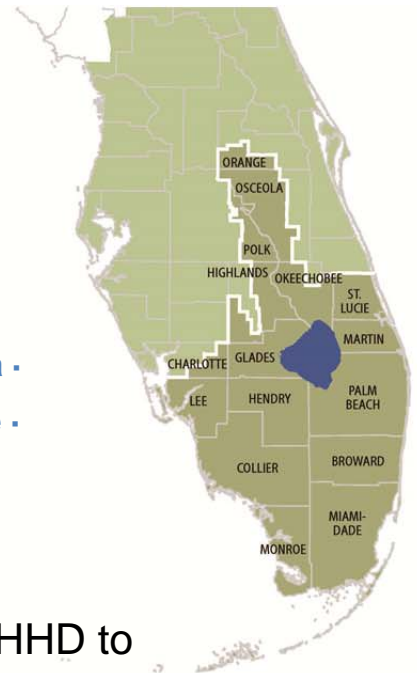 ORANGE
OSCEOLA
POLK
HIGHLANDS
OKEECHOBEE
ST.
LUCIE
MARTIN
CHARLOTTE
GLADES
LEE
HENDRY
PALM
BEACH
COLLIER
BROWARD
MIAMI-
DADE
MONROE
HHD to